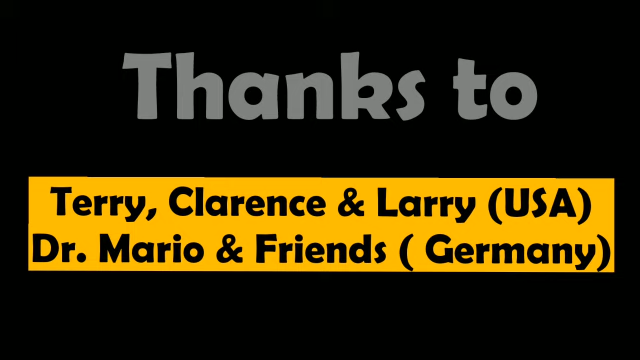 Thanks to
Terry, Clarence & Larry (USA)
Dr. Mario & Friends ( Germany)